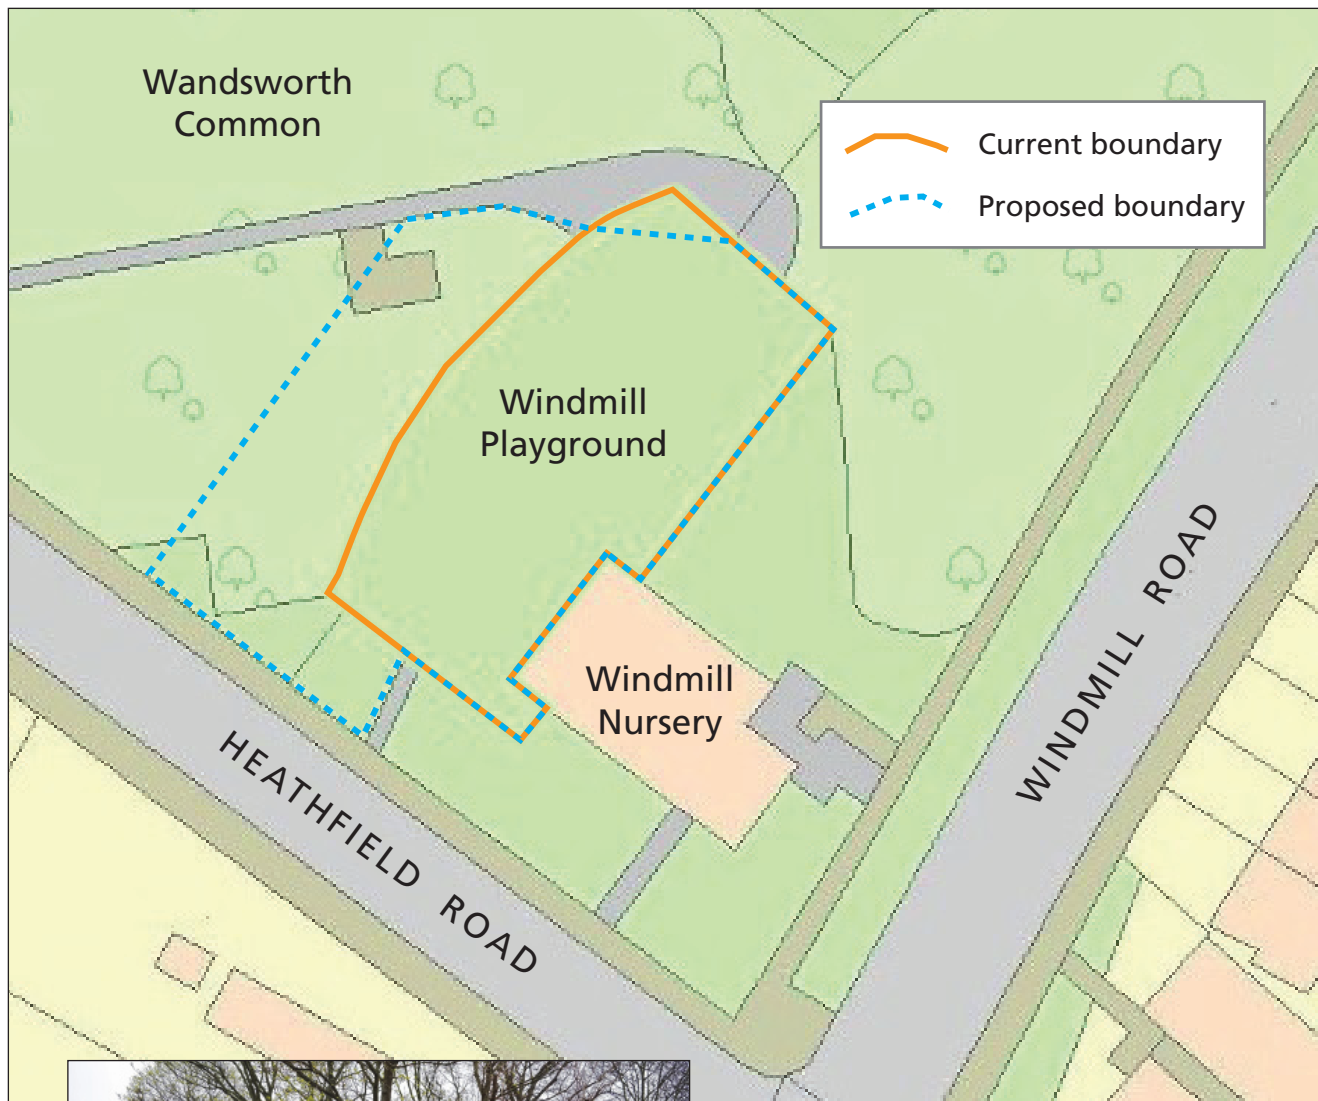 Wandsworth
Common
Current boundary
Proposed boundary
Windmill
Playground
Windmill
Nursery
WINDMILL ROAD
HEATHFIELD ROAD